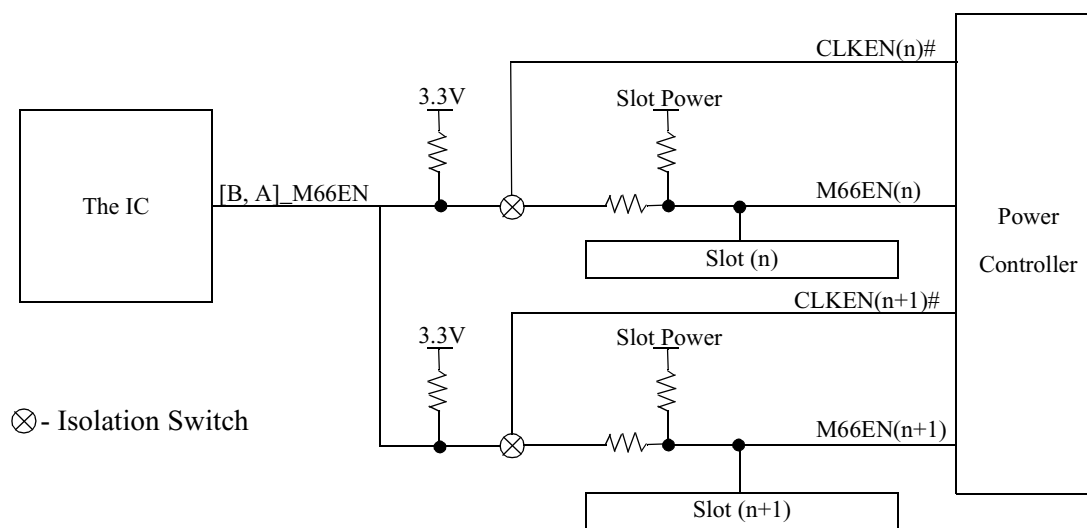 CLKEN(n)#
3.3V
Slot Power
The IC
[B, A]_M66EN
M66EN(n)
Power
Controller
Slot (n)
CLKEN(n+1)#
3.3V
Slot Power
- Isolation Switch
M66EN(n+1)
Slot (n+1)